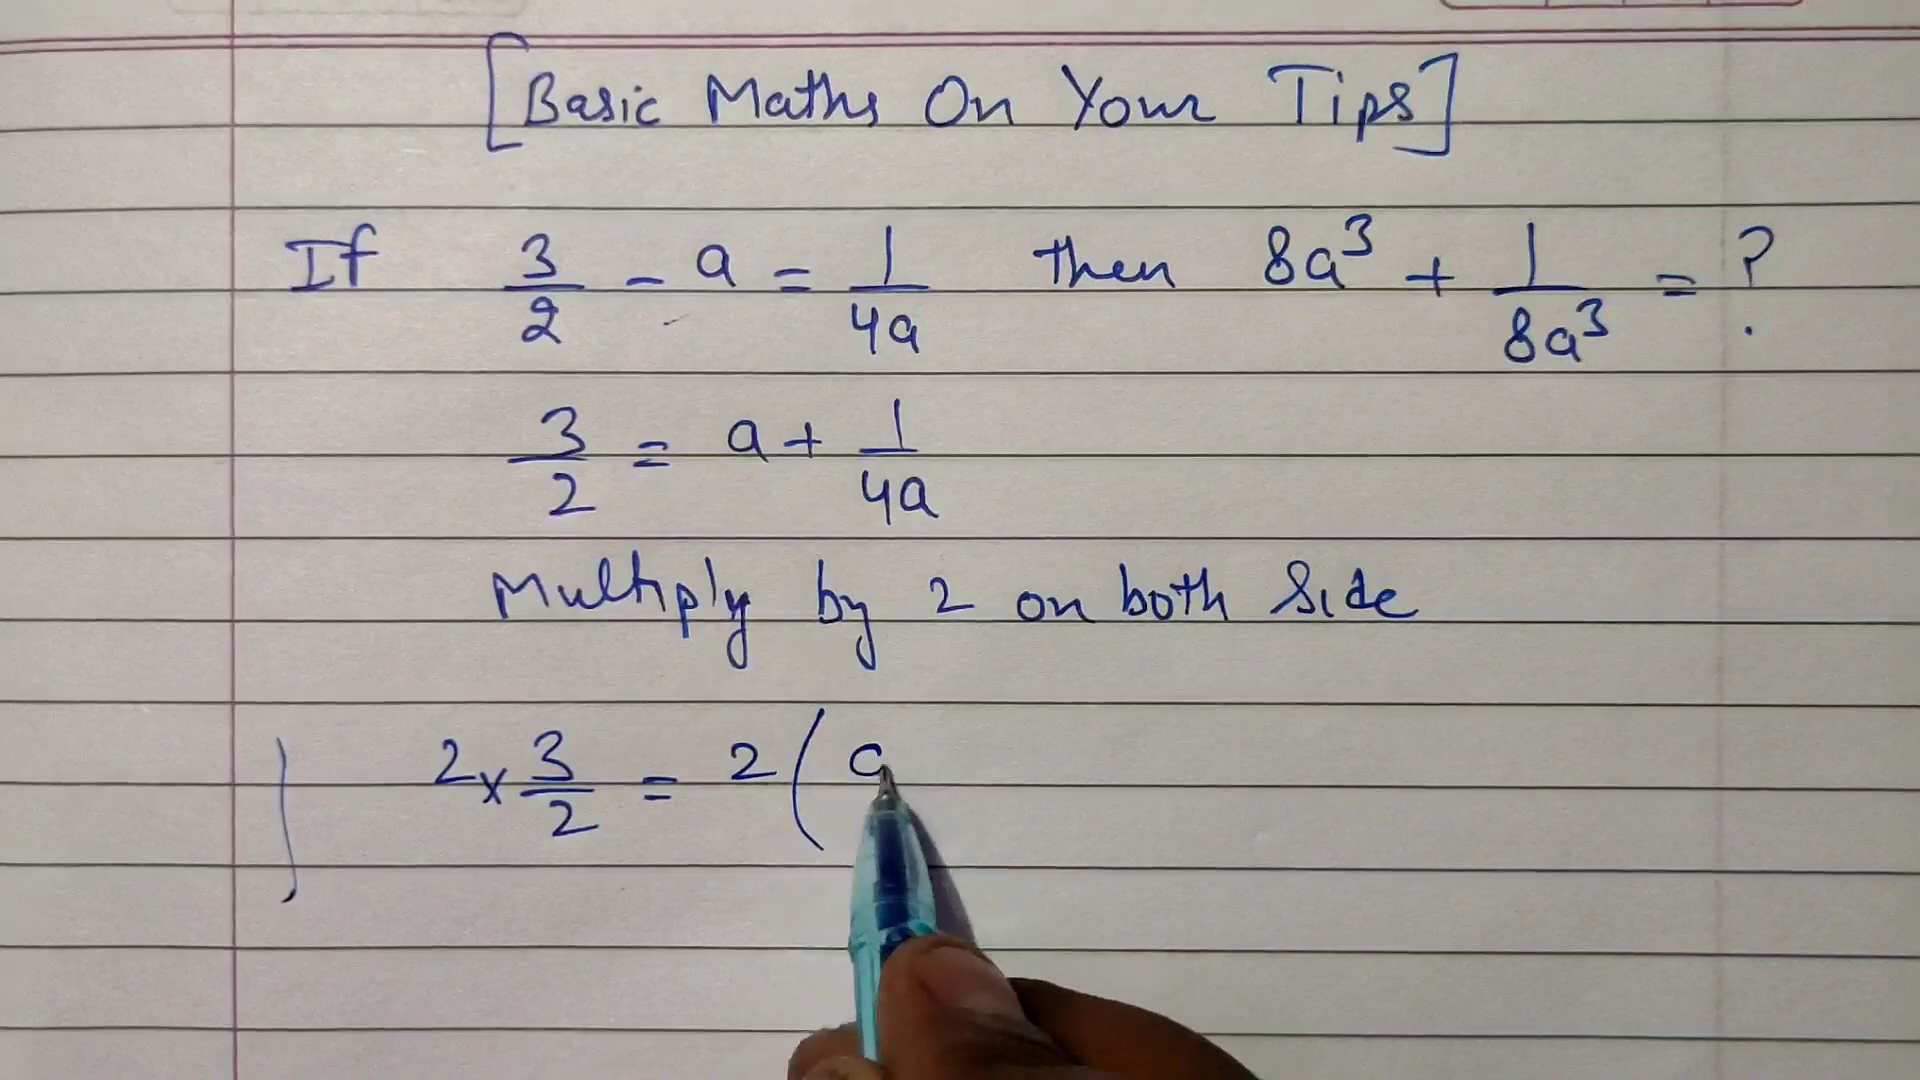 [Basic Maths On Your Tips]
If 3/2 - a = 1/4a then 8a³ + 1/8a³ = ?
3/2 = a + 1/4a
Multiply by 2 on both Side
2 x 3/2 = 2 ( a